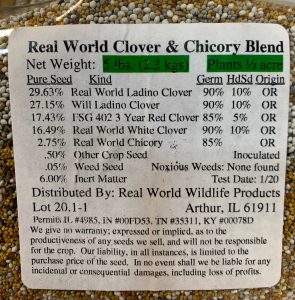 Real World Clover & Chicory Blend
Net Weight: 5 lbs. (2.3 kgs) Plants ½ acre
Pure Seed Kind Germ HdSd Origin
29.63% Real World Ladino Clover 90% 10% OR
27.15% Will Ladino Clover 90% 10% OR
17.43% FSG 402 3 Year Red Clover 85% 5% OR
16.49% Real World White Clover 90% 10% OR
2.75% Real World Chicory 85% OR
.50% Other Crop Seed Inoculated
.05% Weed Seed Noxious Weeds: None found
6.00% Inert Matter Test Date: 1/20
Distributed By: Real World Wildlife Products
Lot 20.1-1 Arthur, IL 61911
Permits IL #4985, IN #00FD53, TN #35311, KY #00078D
We give no warranty; expressed or implied, as to the
productiveness of any seeds we sell, and will not be responsible
for the crop. Our liability, in all instances, is limited to the
purchase price of the seed. In no event shall we be liable for any
incidental or consequential damages, including loss of profits.